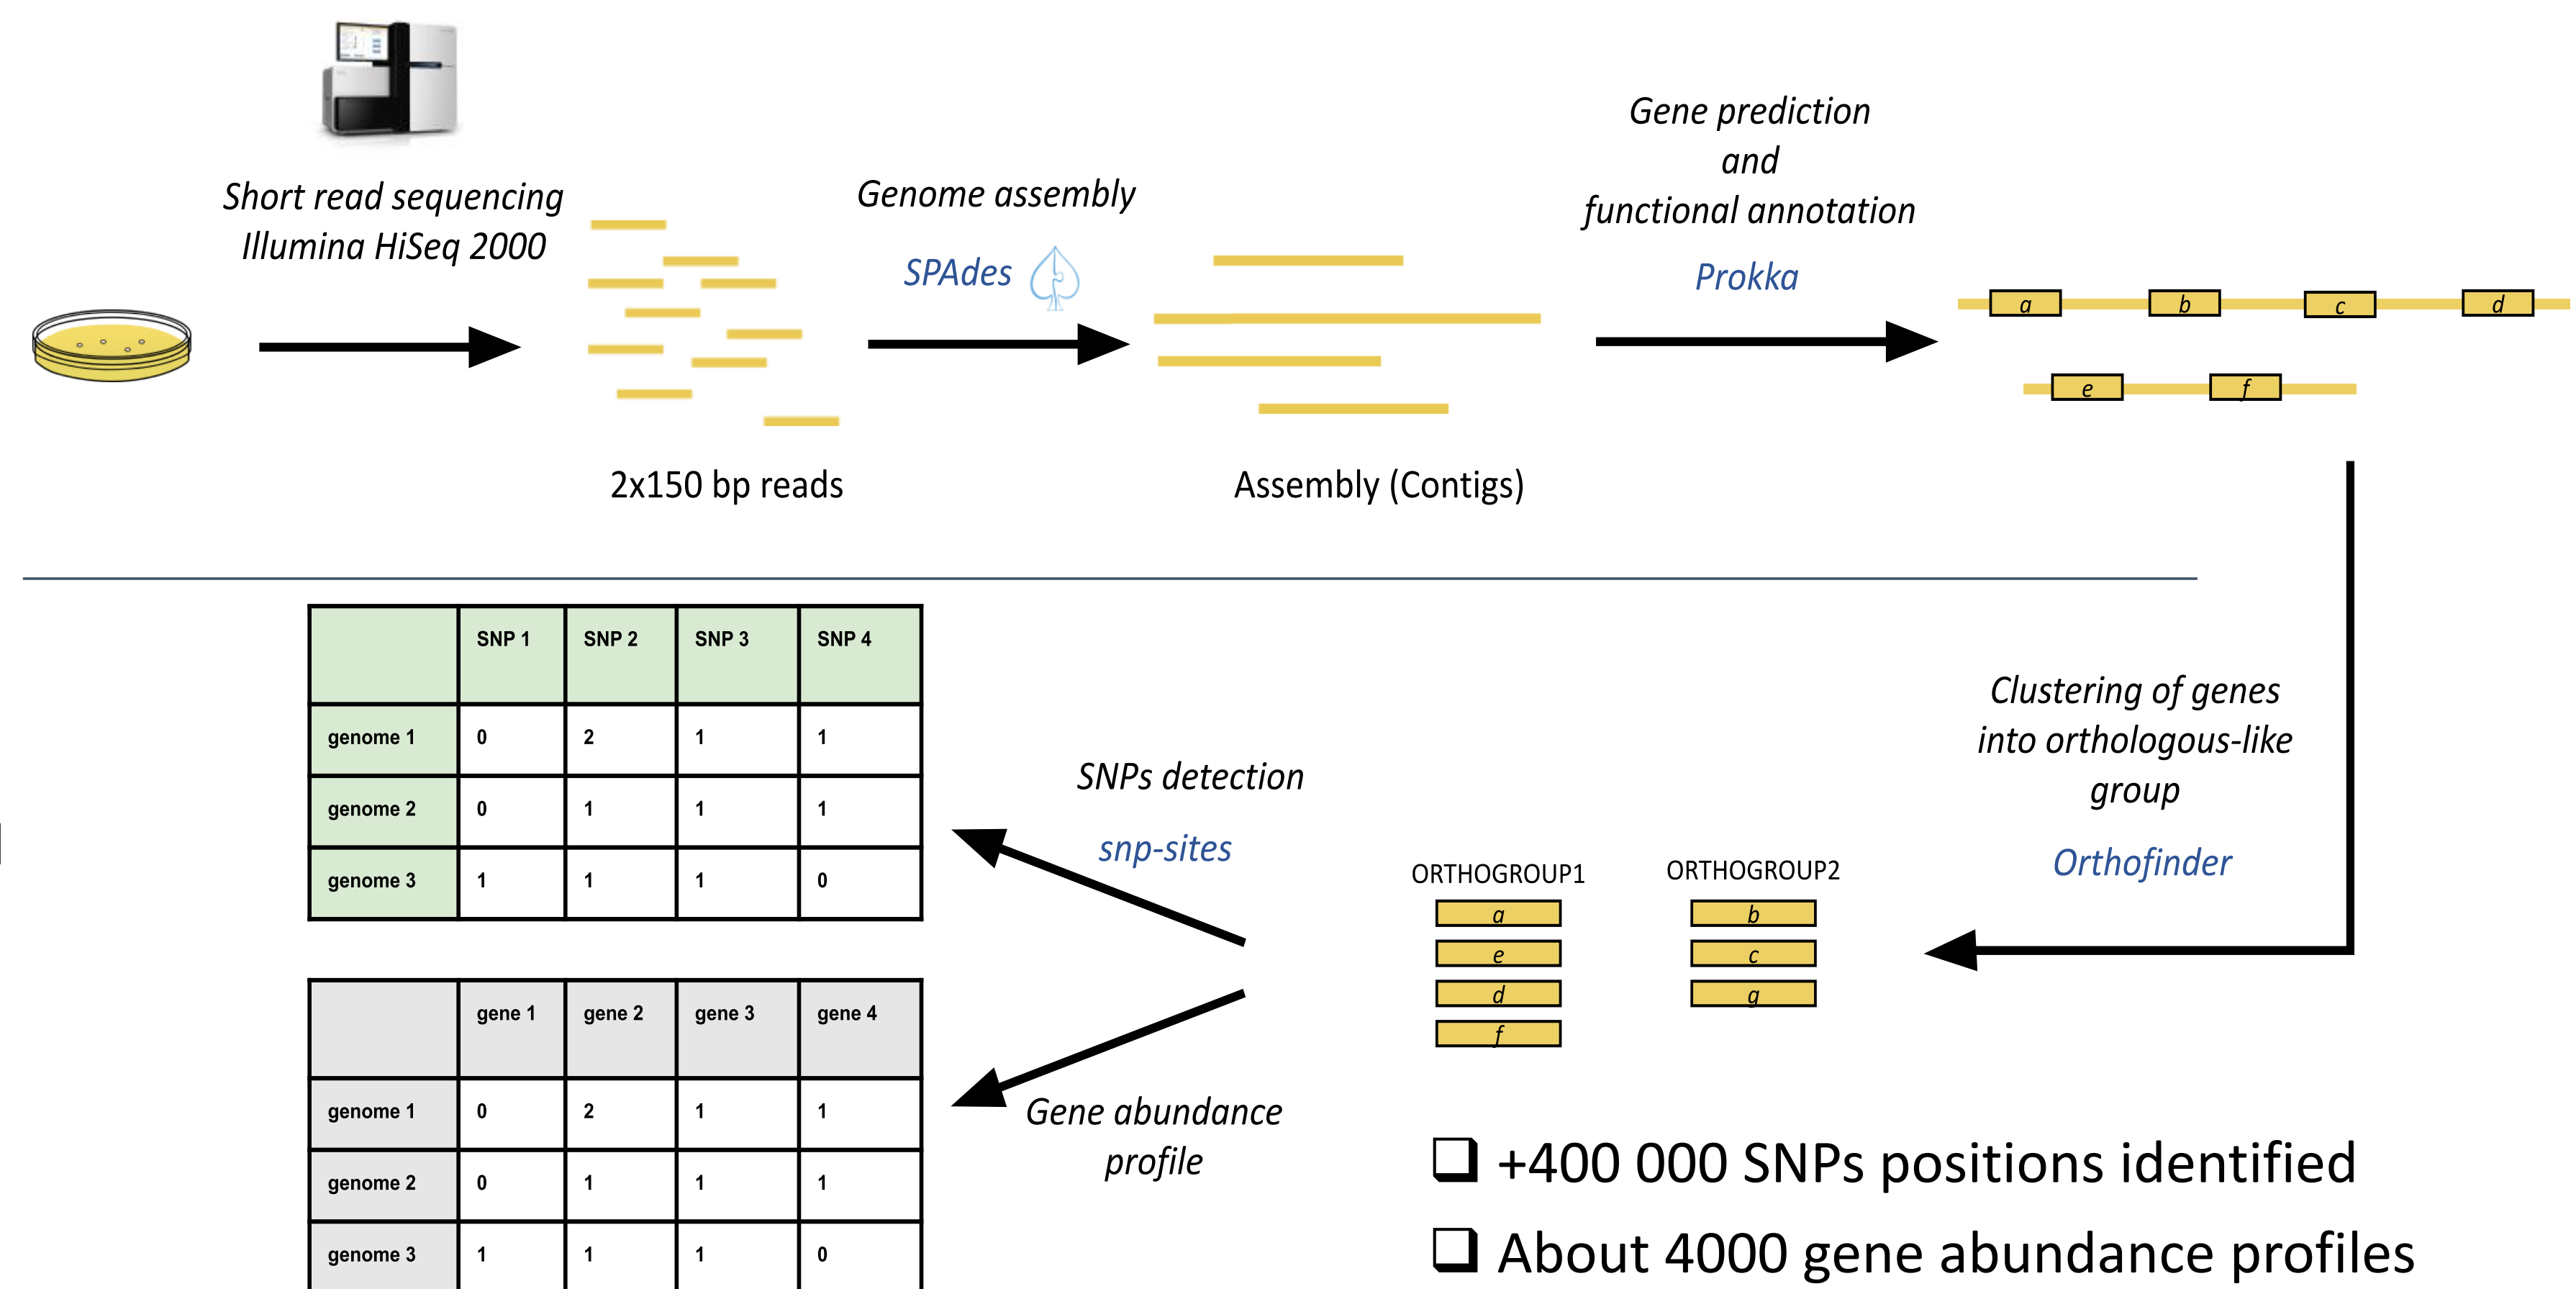 Short read sequencing
Illumina HiSeq 2000
Genome assembly
SPAdes
Gene prediction
and
functional annotation
Prokka
a b c d
e f
2x150 bp reads
Assembly (Contigs)
SNP 1 SNP 2 SNP 3 SNP 4
genome 1 0 2 1 1
genome 2 0 1 1 1
genome 3 1 1 1 0
SNPs detection
snp-sites
Clustering of genes
into orthologous-like
group
Orthofinder
ORTHOGROUP1
a
e
d
f
ORTHOGROUP2
b
c
g
gene 1 gene 2 gene 3 gene 4
genome 1 0 2 1 1
genome 2 0 1 1 1
genome 3 1 1 1 0
Gene abundance
profile
+400 000 SNPs positions identified
About 4000 gene abundance profiles